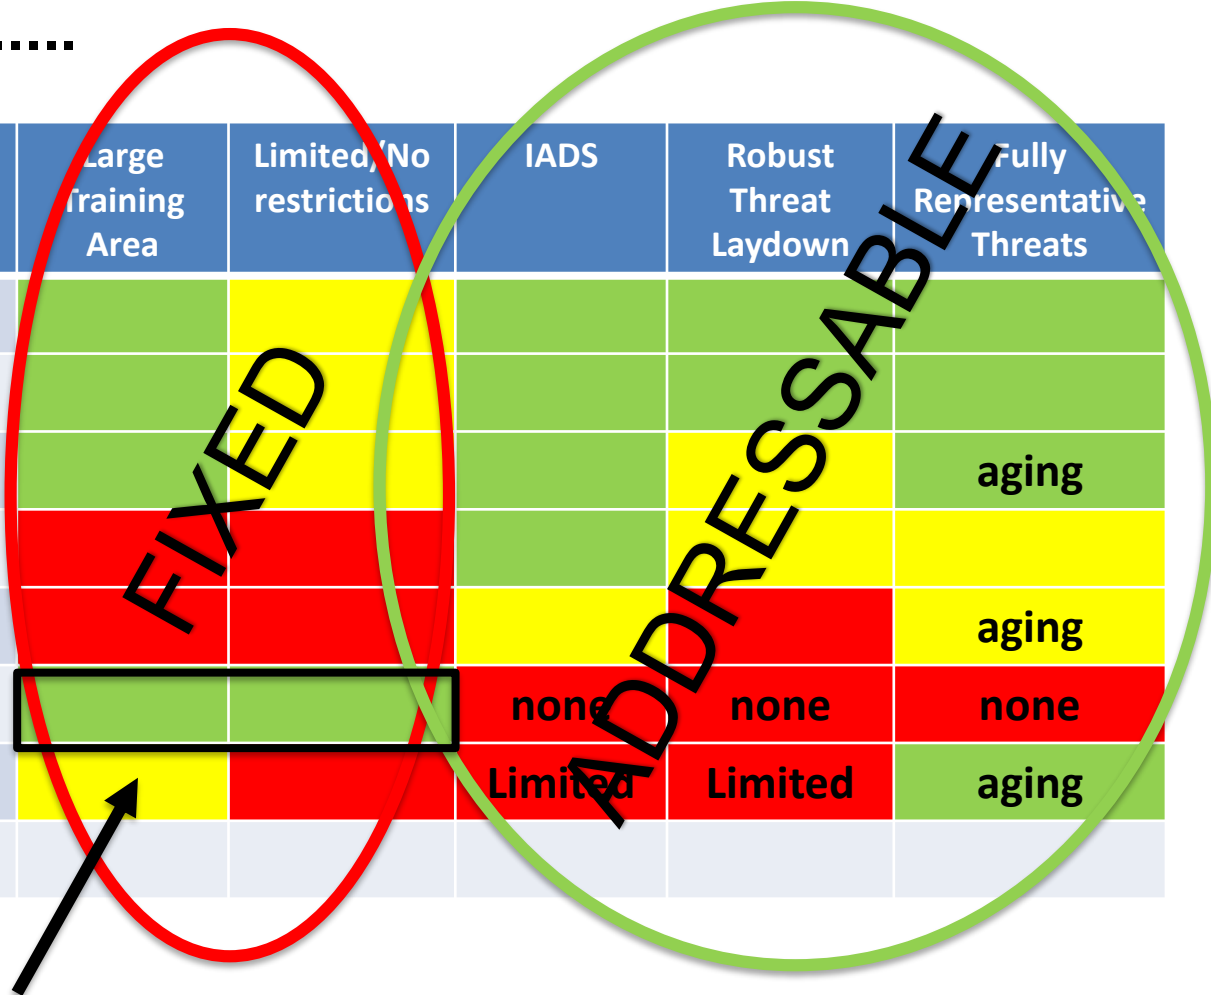 Large
Training
Area
Limited/No
restrictions
IADS
Robust
Threat
Laydown
Fully
Representative
Threats
FIXED
ADDRESSABLE
aging
aging
none
none
none
Limited
Limited
aging